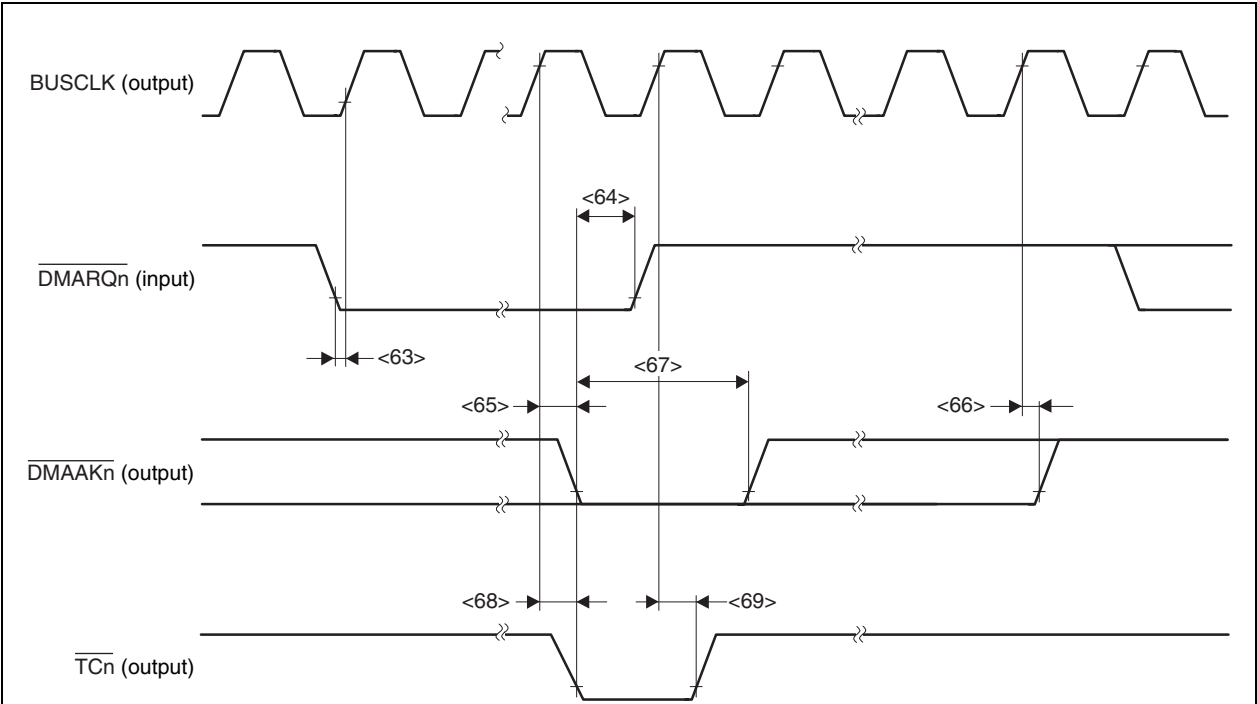 BUSCLK (output)
<64>
DMARQn (input)
<63>
<67>
<65>
<66>
DMAAKn (output)
<68>
<69>
TCn (output)